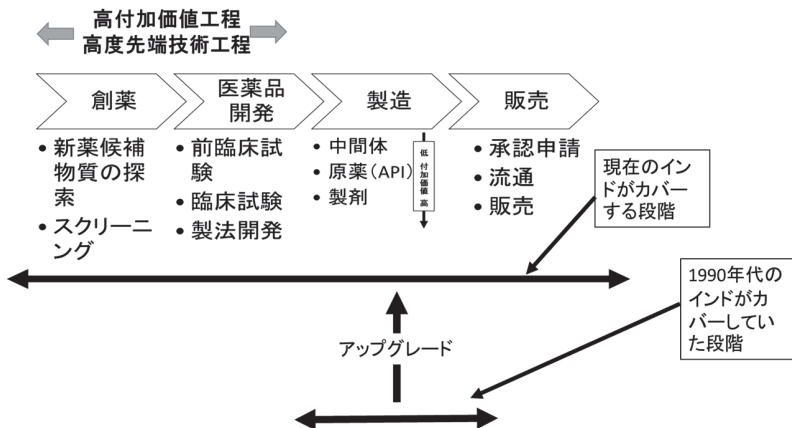 高付加価値工程
高度先端技術工程
創薬
医薬品
開発
製造
販売
• 新薬候補
物質の探
索
• スクリーニ
ング
• 前臨床試
験
• 臨床試験
• 製法開発
• 中間体
• 原薬(API)
• 製剤
低 付加価値 高
• 承認申請
• 流通
• 販売
現在のイン
ドがカバー
する段階
1990年代の
インドがカ
バーしてい
た段階
アップグレード